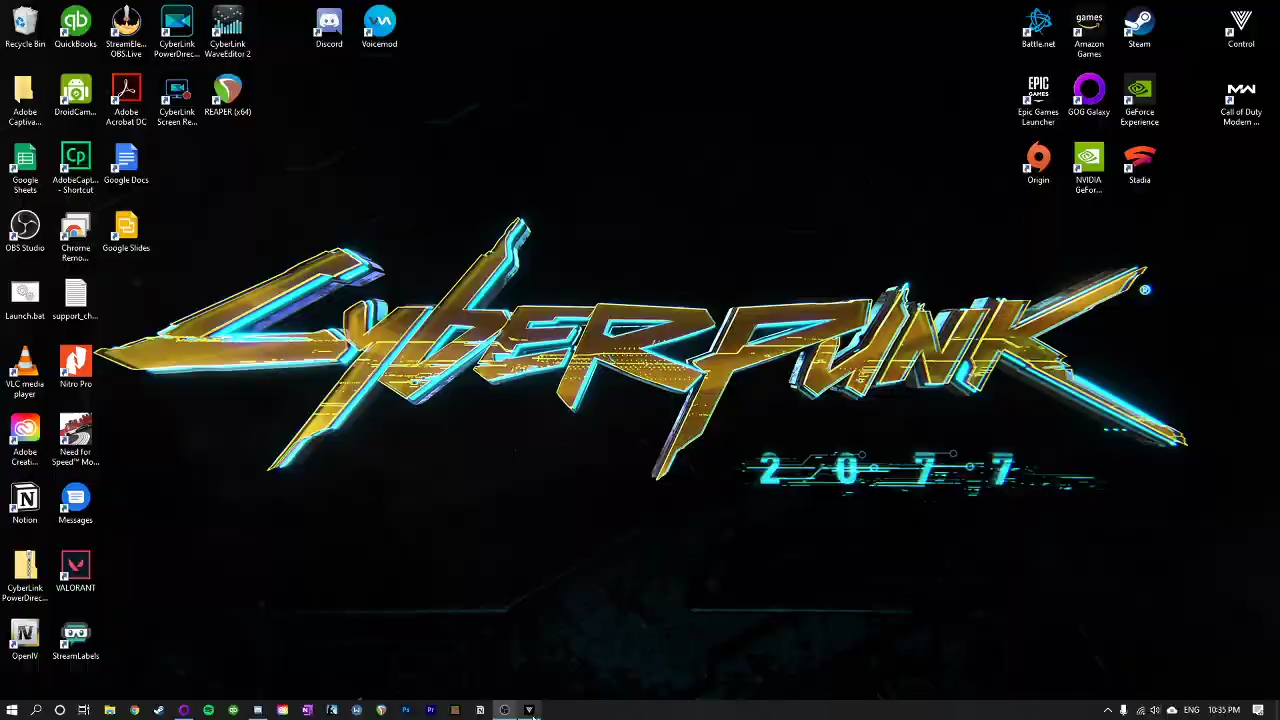 Recycle Bin
QuickBooks
StreamEle...
OBS.Live
CyberLink
PowerDirec...
CyberLink
WaveEditor 2
Discord
Voicemod
Battle.net
games
Amazon
Games
Steam
Control
Adobe
Captiva...
DroidCam...
Adobe
Acrobat DC
CyberLink
Screen Re...
REAPER (x64)
EPIC
GAMES
Epic Games
Launcher
GOG Galaxy
GeForce
Experience
MW
Call of Duty
Modern ...
Google
Sheets
Cp
AdobeCapt...
- Shortcut
Google Docs
Origin
NVIDIA
GeFor...
Stadia
OBS Studio
Chrome
Remo...
Google Slides
Launch.bat
support_ch...
CYBERPUNK
®
2077
VLC media
player
Nitro Pro
Adobe
Creati...
Need for
Speed™ Mo...
Notion
Messages
CyberLink
PowerDirec...
VALORANT
OpenIV
StreamLabels
ENG
10:35 PM